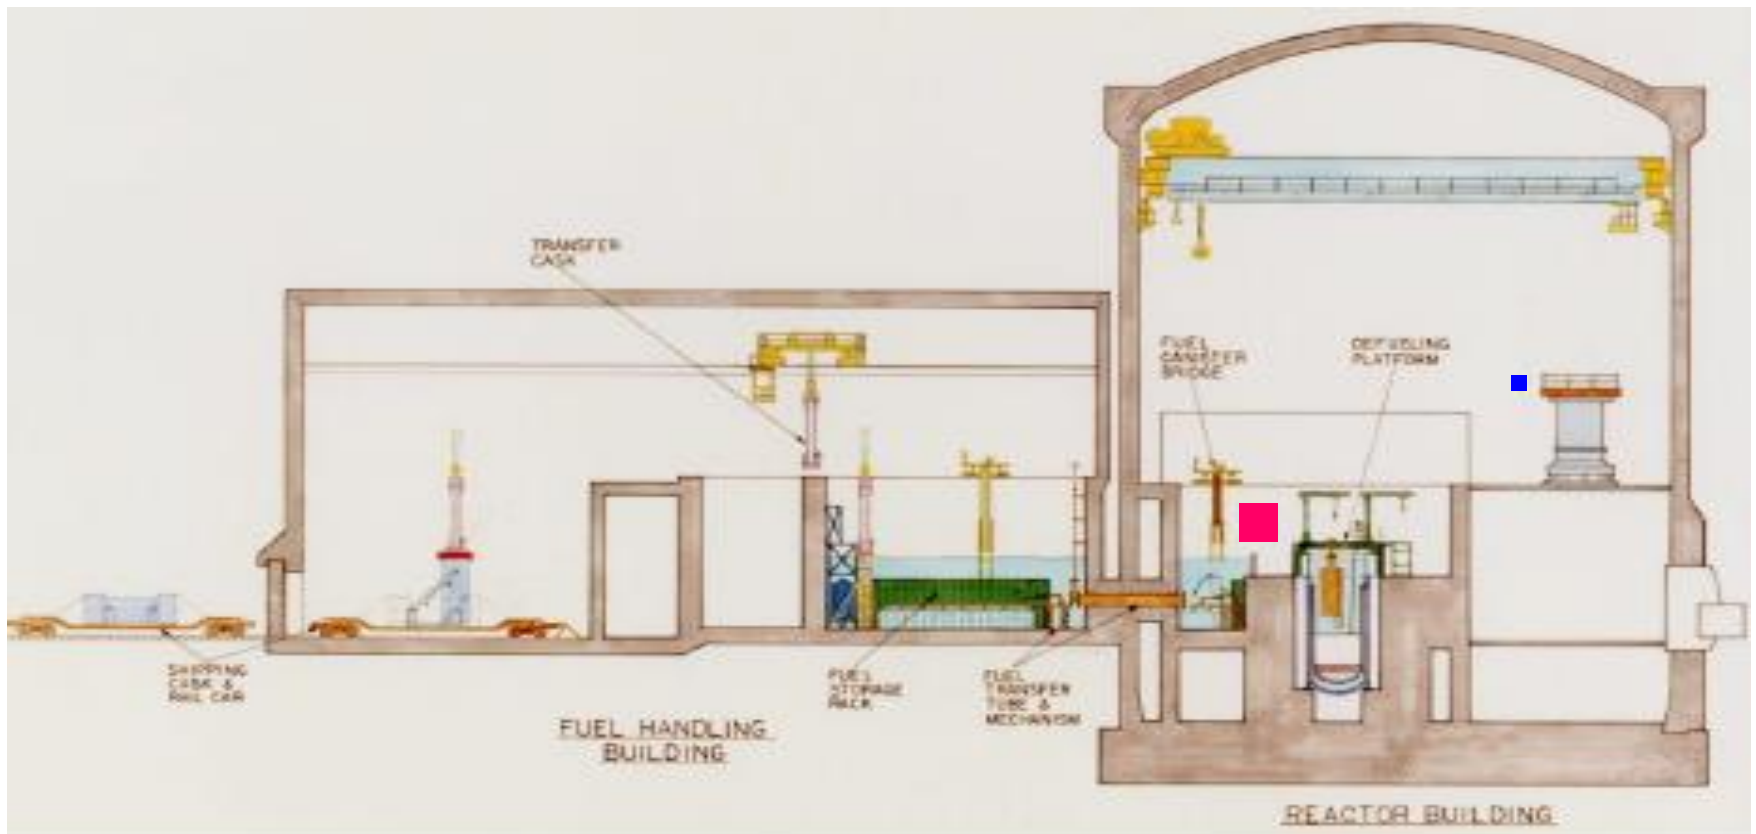 TRANSFER
CASK
FUEL
CANISTER
BRIDGE
DEFUELING
PLATFORM
SHIPPING
CASK &
RAIL CAR
FUEL
STORAGE
RACK
FUEL
TRANSFER
TUBE &
MECHANISM
FUEL HANDLING
BUILDING
REACTOR BUILDING